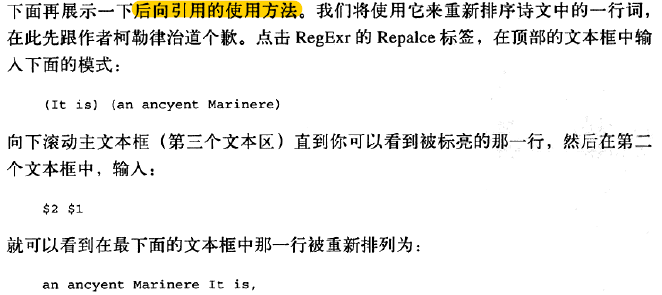 下面再展示一下后向引用的使用方法。我们将使用它来重新排序诗文中的一行词，
在此先跟作者柯勒律治道个歉。点击 RegExr 的 Repalce 标签，在顶部的文本框中输
入下面的模式：
(It is) (an ancyent Marinere)
向下滚动主文本框（第三个文本区）直到你可以看到被标亮的那一行，然后在第二
个文本框中，输入：
$2 $1
就可以看到在最下面的文本框中那一行被重新排列为：
an ancyent Marinere It is,